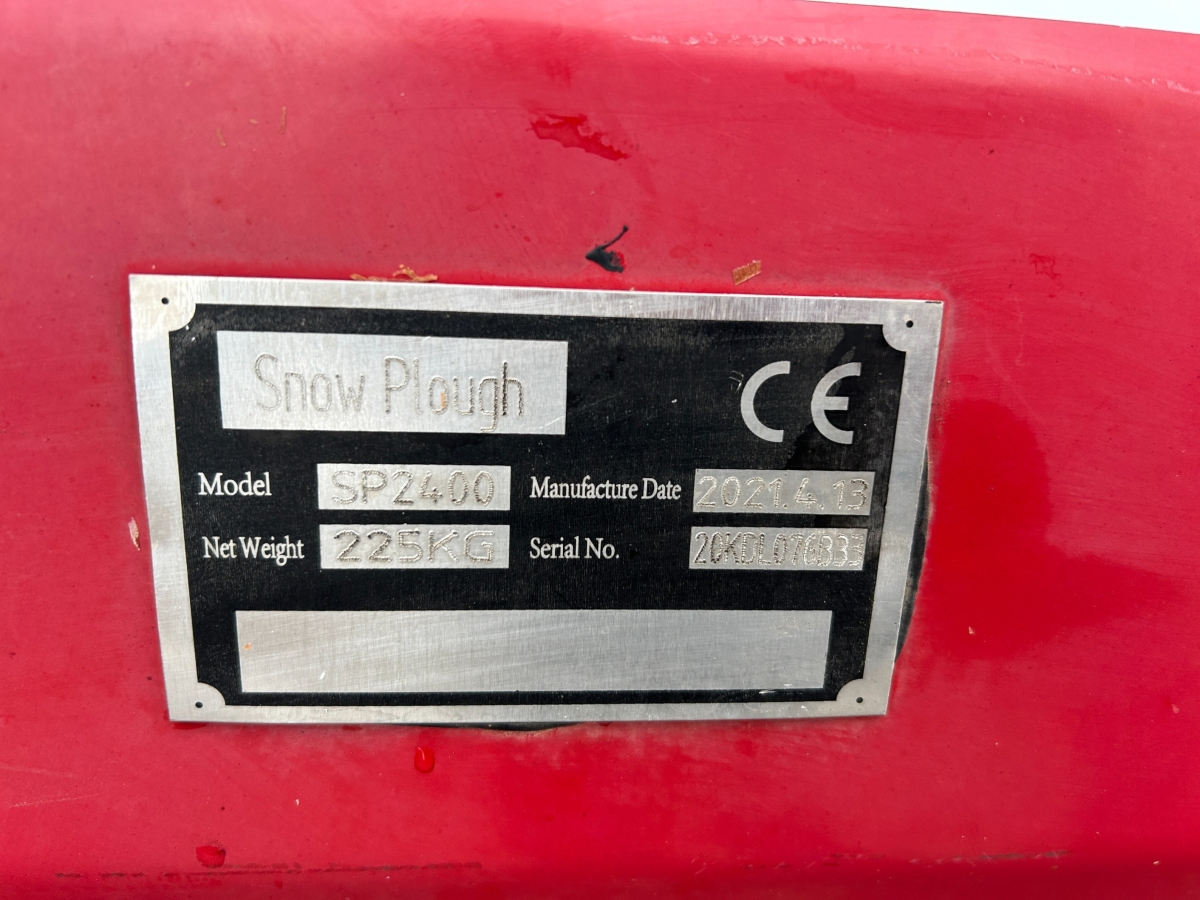 Snow Plough
CE
Model SP2400 Manufacture Date 2021.4.13
Net Weight 225KG Serial No.